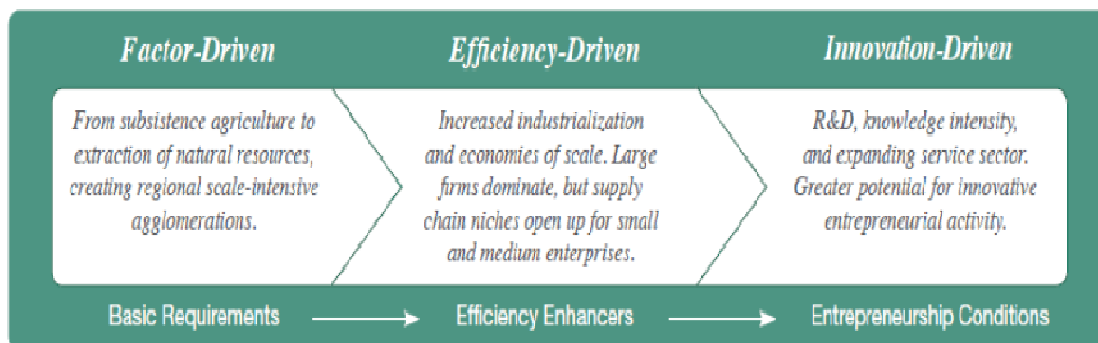 Factor-Driven
Efficiency-Driven
Innovation-Driven
From subsistence agriculture to
extraction of natural resources,
creating regional scale-intensive
agglomerations.
Increased industrialization
and economies of scale. Large
firms dominate, but supply
chain niches open up for small
and medium enterprises.
R&D, knowledge intensity,
and expanding service sector.
Greater potential for innovative
entrepreneurial activity.
Basic Requirements
Efficiency Enhancers
Entrepreneurship Conditions